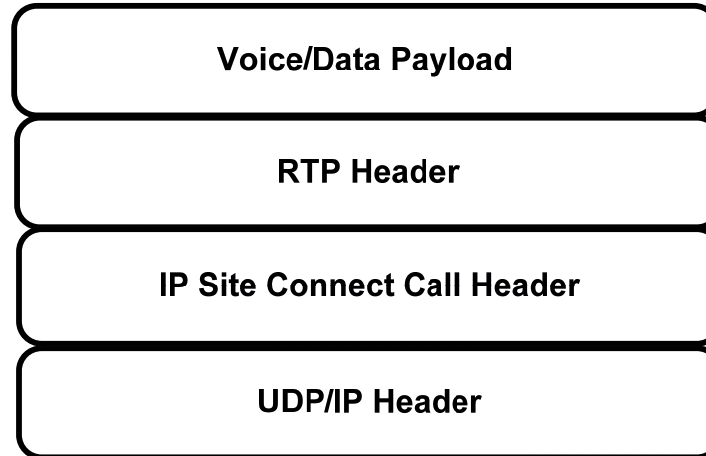 Voice/Data Payload
RTP Header
IP Site Connect Call Header
UDP/IP Header